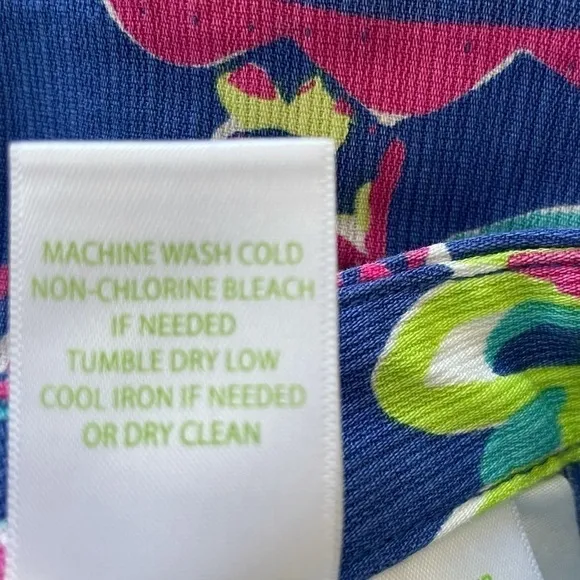 MACHINE WASH COLD
NON-CHLORINE BLEACH
IF NEEDED
TUMBLE DRY LOW
COOL IRON IF NEEDED
OR DRY CLEAN